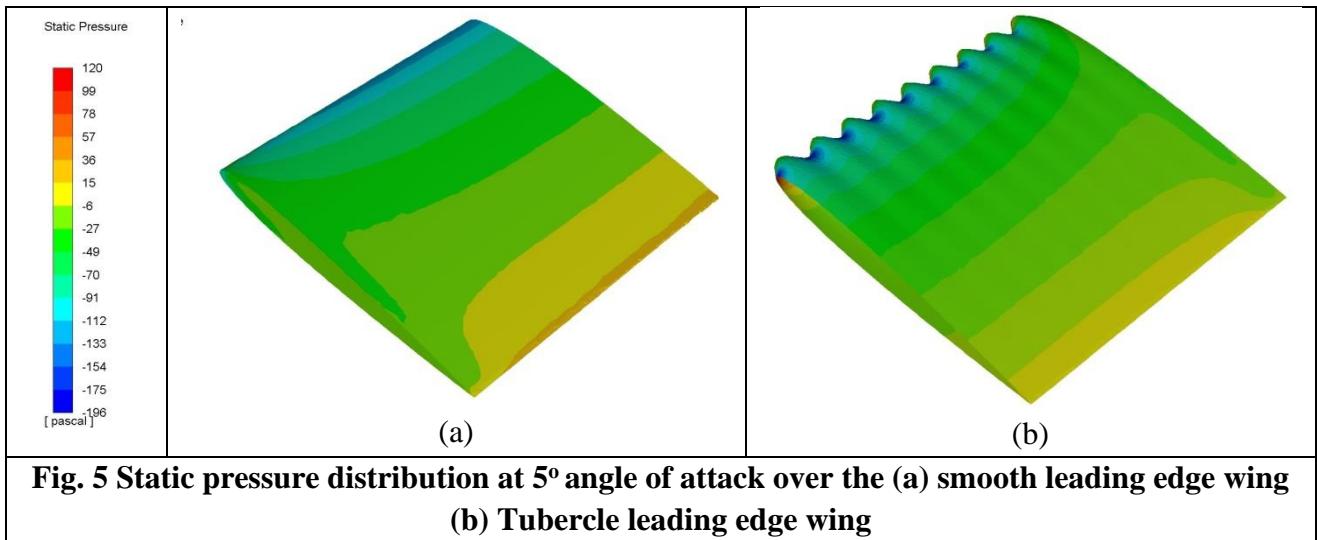 Static Pressure
120
99
78
57
36
15
-6
-27
-49
-70
-91
-112
-133
-154
-175
-196
[ pascal ]
(a)
(b)
Fig. 5 Static pressure distribution at 5º angle of attack over the (a) smooth leading edge wing
(b) Tubercle leading edge wing